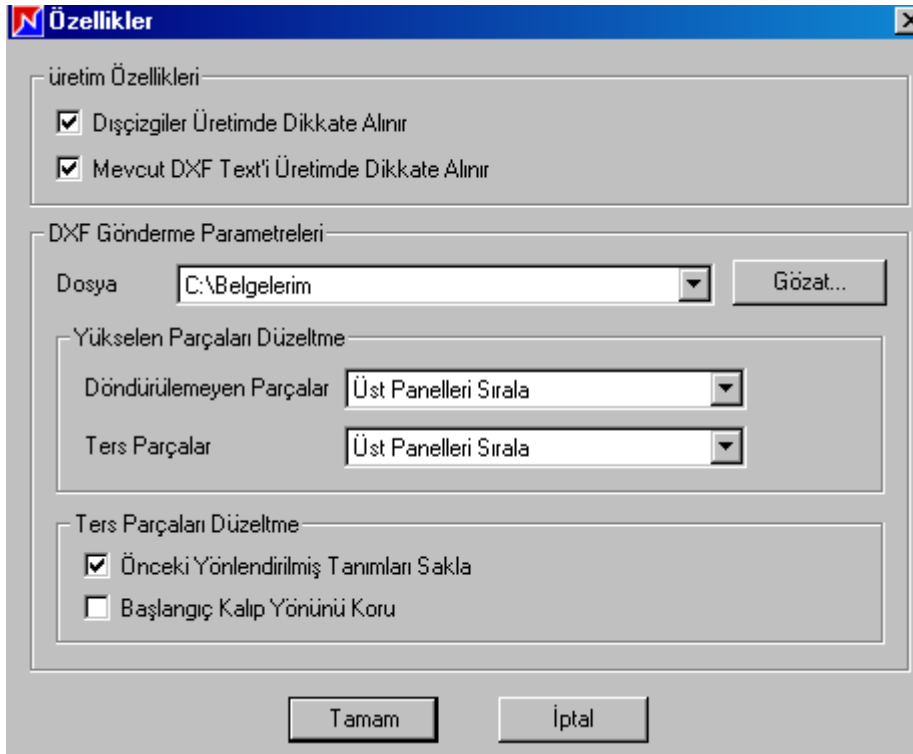 Özellikler
üretim Özellikleri
Dışçizgiler Üretimde Dikkate Alınır
Mevcut DXF Text'i Üretimde Dikkate Alınır
DXF Gönderme Parametreleri
Dosya C:\Belgelerim Gözat...
Yükselen Parçaları Düzeltme
Döndürülemeyen Parçalar Üst Panelleri Sırala
Ters Parçalar Üst Panelleri Sırala
Ters Parçaları Düzeltme
Önceki Yönlendirilmiş Tanımları Sakla
Başlangıç Kalıp Yönünü Koru
Tamam İptal